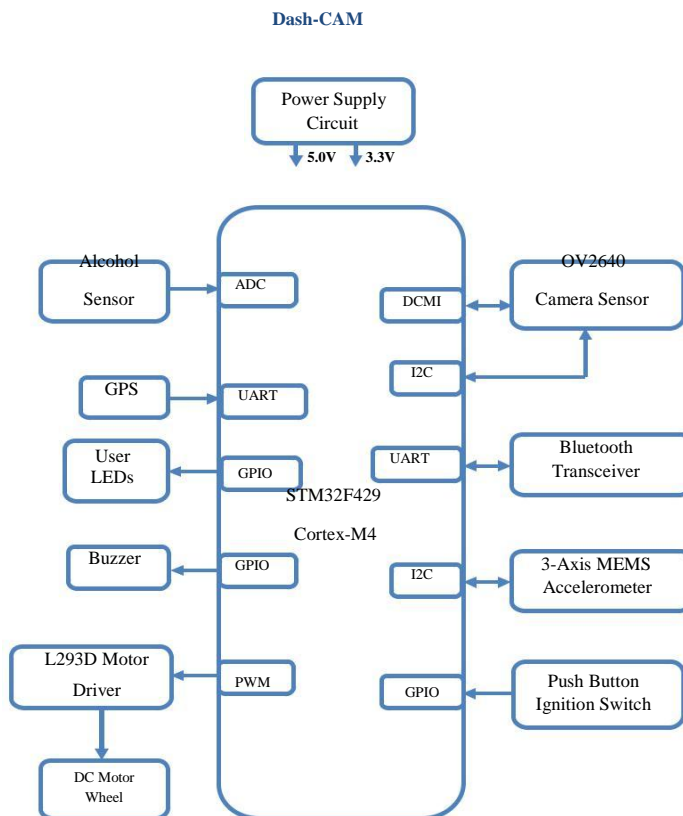 Dash-CAM
Power Supply
Circuit
5.0V
3.3V
Alcohol
Sensor
ADC
GPS
UART
User
LEDs
GPIO
Buzzer
GPIO
L293D Motor
Driver
PWM
DC Motor
Wheel
STM32F429
Cortex-M4
OV2640
Camera Sensor
DCMI
I2C
UART
Bluetooth
Transceiver
I2C
3-Axis MEMS
Accelerometer
GPIO
Push Button
Ignition Switch